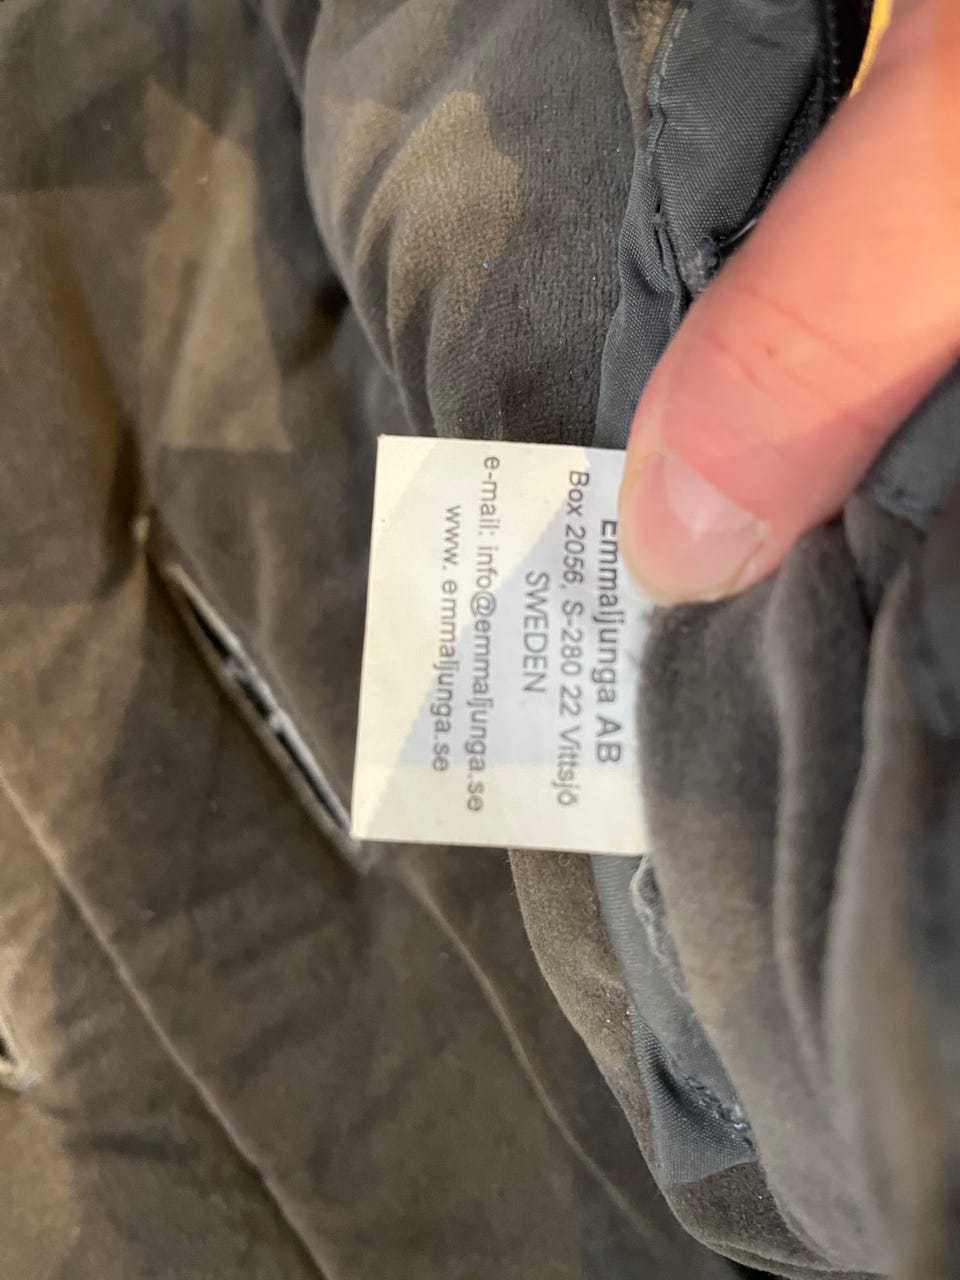 Emmaljunga AB
Box 2056, S-280 22 Vittsjö
SWEDEN
e-mail: info@emmaljunga.se
www. emmaljunga.se